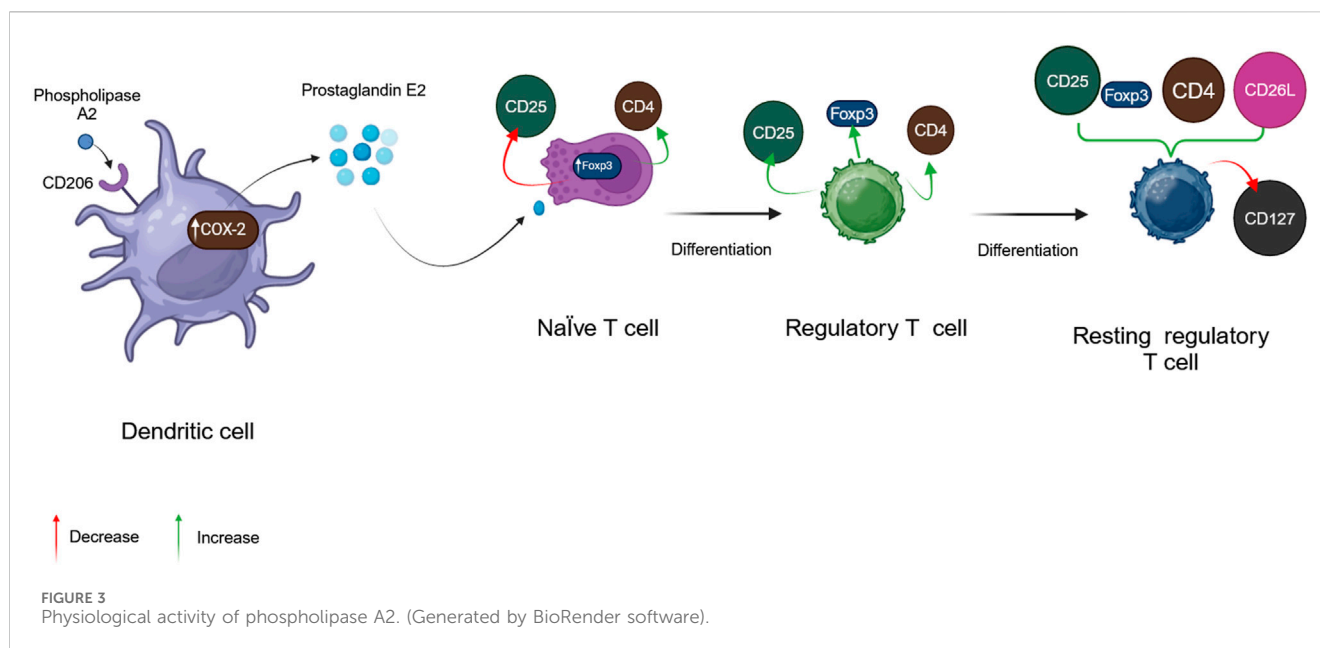 Phospholipase
A2
CD206
↑COX-2
Dendritic cell
Prostaglandin E2
CD25
CD4
↑Foxp3
NaÏve T cell
Differentiation
CD25
Foxp3
CD4
Regulatory T cell
Differentiation
CD25
Foxp3
CD4
CD26L
CD127
Resting regulatory
T cell
Decrease
Increase
FIGURE 3
Physiological activity of phospholipase A2. (Generated by BioRender software).